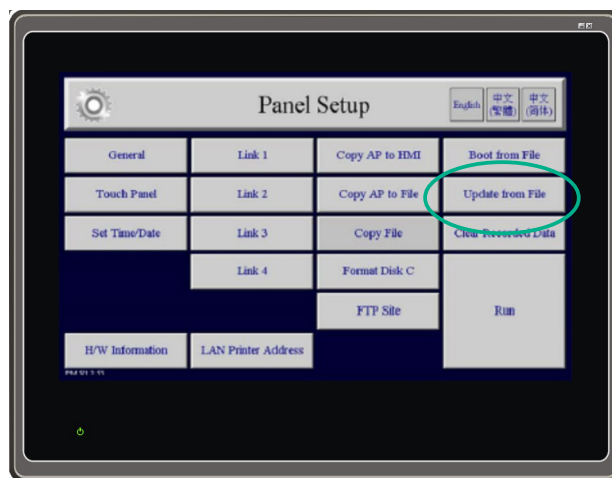 Panel Setup
English
中文
(繁體)
中文
(简体)
General
Link 1
Copy AP to HMI
Boot from File
Touch Panel
Link 2
Copy AP to File
Update from File
Set Time/Date
Link 3
Copy File
Clear Recorded Data
Link 4
Format Disk C
FTP Site
Run
H/W Information
LAN Printer Address